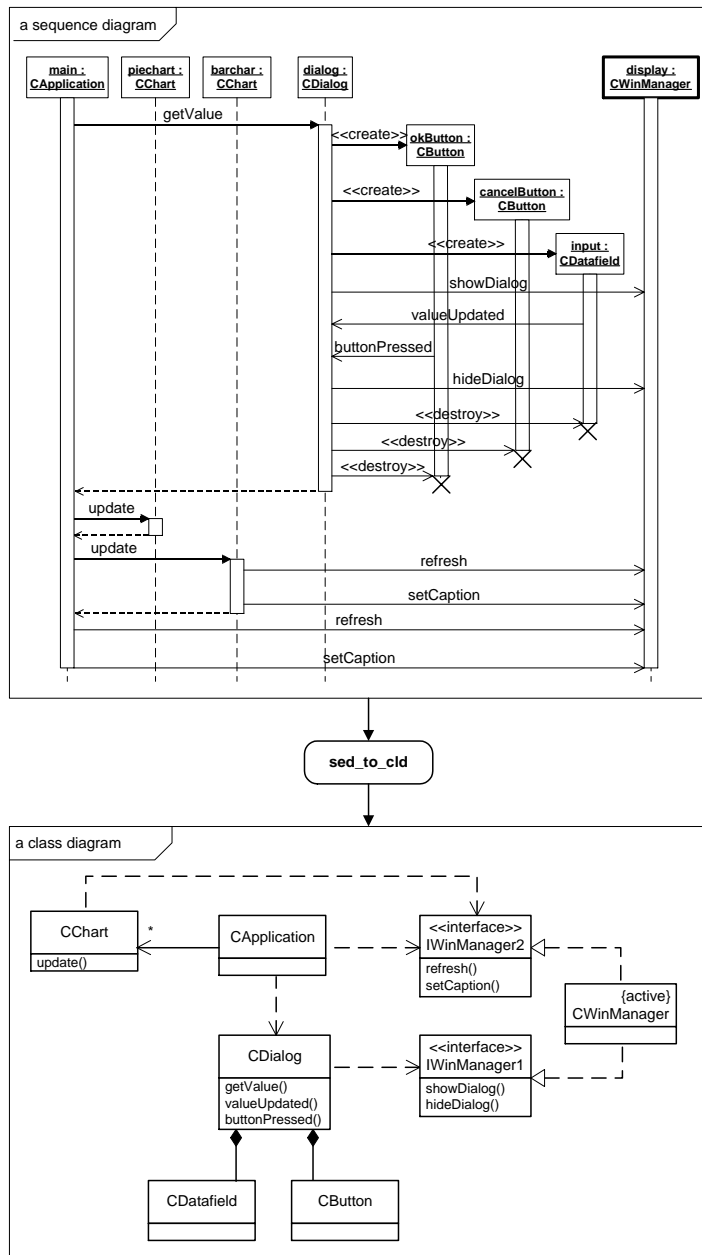 a sequence diagram
main :
CApplication
piechart :
CChart
barchar :
CChart
dialog :
CDialog
display :
CWinManager
getValue
<<create>>
okButton :
CButton
<<create>>
cancelButton :
CButton
<<create>>
input :
CDatafield
showDialog
valueUpdated
buttonPressed
hideDialog
<<destroy>>
<<destroy>>
<<destroy>>
update
update
refresh
setCaption
refresh
setCaption
sed_to_cld
a class diagram
CChart
update()
*
CApplication
<<interface>>
IWinManager2
refresh()
setCaption()
{active}
CWinManager
CDialog
getValue()
valueUpdated()
buttonPressed()
<<interface>>
IWinManager1
showDialog()
hideDialog()
CDatafield
CButton